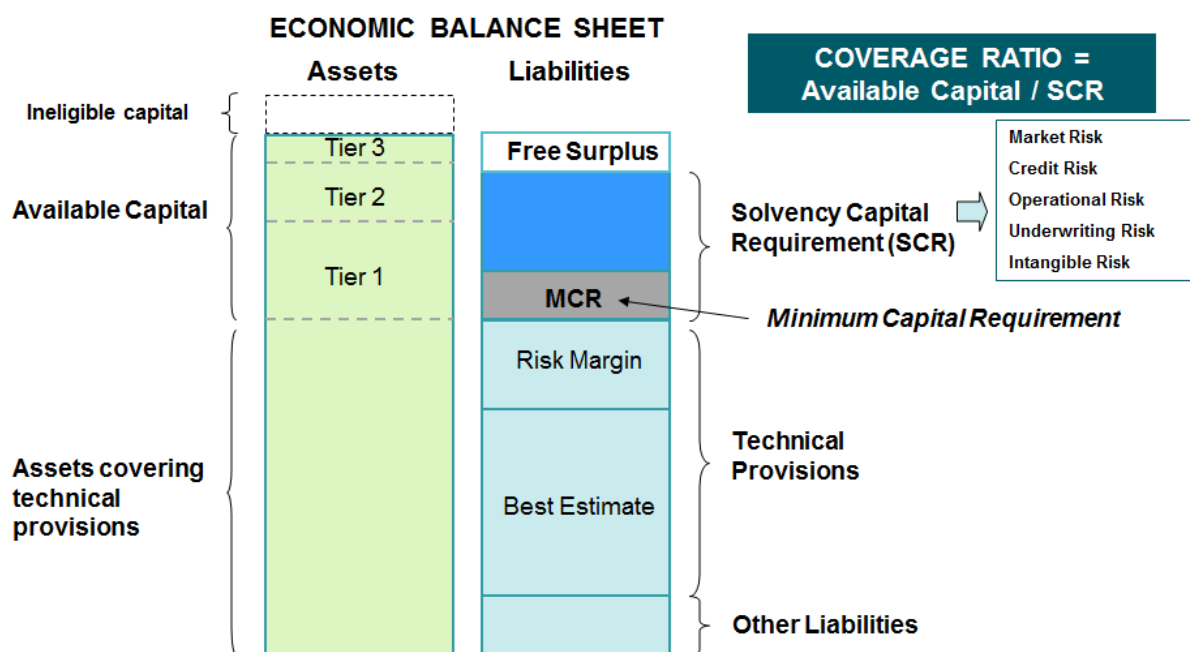 ECONOMIC BALANCE SHEET
Assets
Liabilities
COVERAGE RATIO =
Available Capital / SCR
Ineligible capital
Available Capital
Assets covering
technical
provisions
Tier 3
Tier 2
Tier 1
Free Surplus
MCR
Risk Margin
Best Estimate
Solvency Capital
Requirement (SCR)
Minimum Capital Requirement
Technical
Provisions
Other Liabilities
Market Risk
Credit Risk
Operational Risk
Underwriting Risk
Intangible Risk